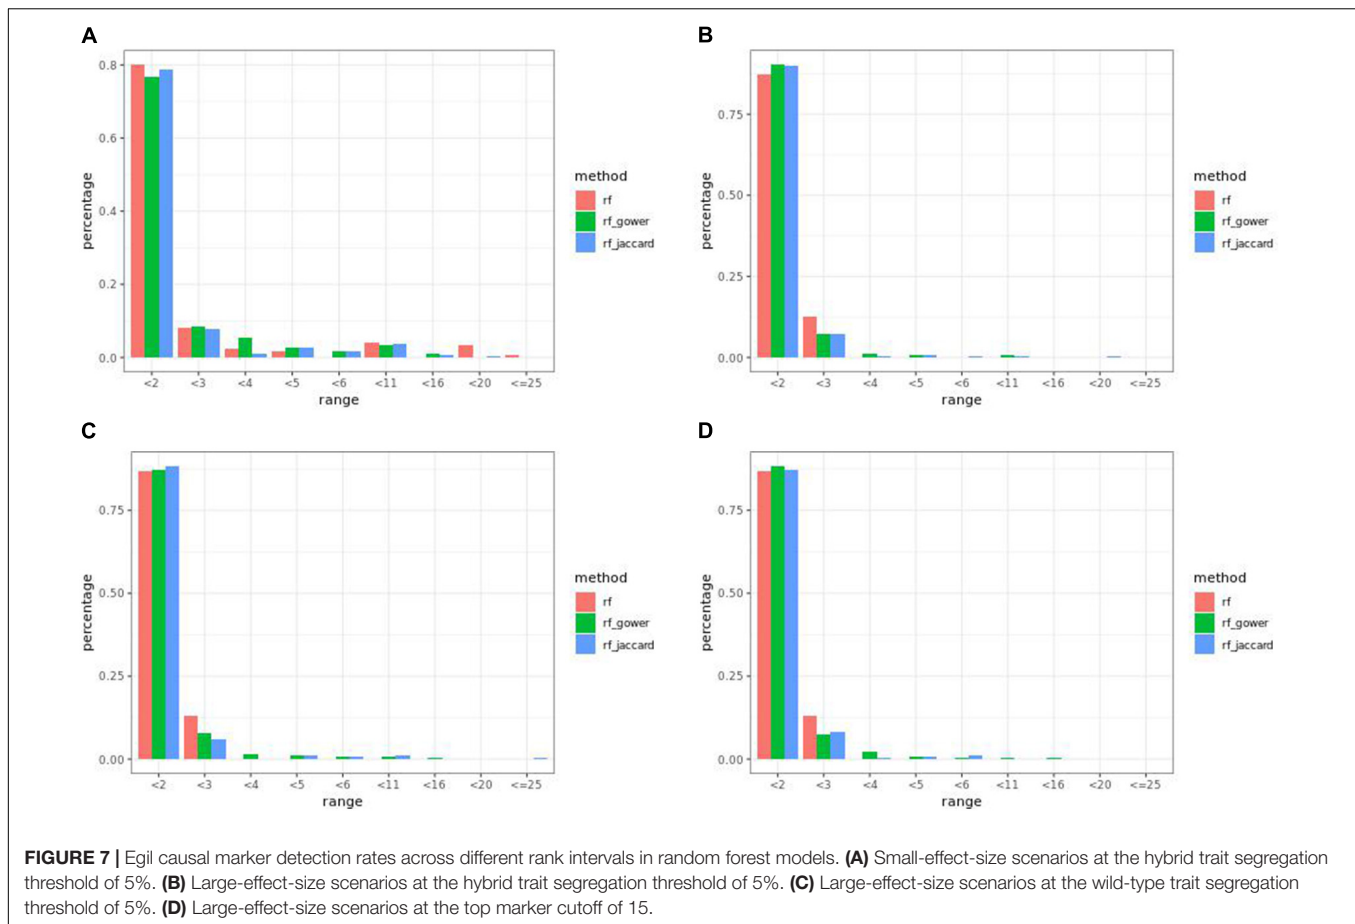 A
percentage
0.8
0.6
0.4
0.2
0.0
<2 <3 <4 <5 <6 <11 <16 <20 <=25
range
method
rf
rf_gower
rf_jaccard
B
percentage
0.75
0.50
0.25
0.00
<2 <3 <4 <5 <6 <11 <16 <20 <=25
range
method
rf
rf_gower
rf_jaccard
C
percentage
0.75
0.50
0.25
0.00
<2 <3 <4 <5 <6 <11 <16 <20 <=25
range
method
rf
rf_gower
rf_jaccard
D
percentage
0.75
0.50
0.25
0.00
<2 <3 <4 <5 <6 <11 <16 <20 <=25
range
method
rf
rf_gower
rf_jaccard
FIGURE 7 | Egil causal marker detection rates across different rank intervals in random forest models. (A) Small-effect-size scenarios at the hybrid trait segregation
threshold of 5%. (B) Large-effect-size scenarios at the hybrid trait segregation threshold of 5%. (C) Large-effect-size scenarios at the wild-type trait segregation
threshold of 5%. (D) Large-effect-size scenarios at the top marker cutoff of 15.